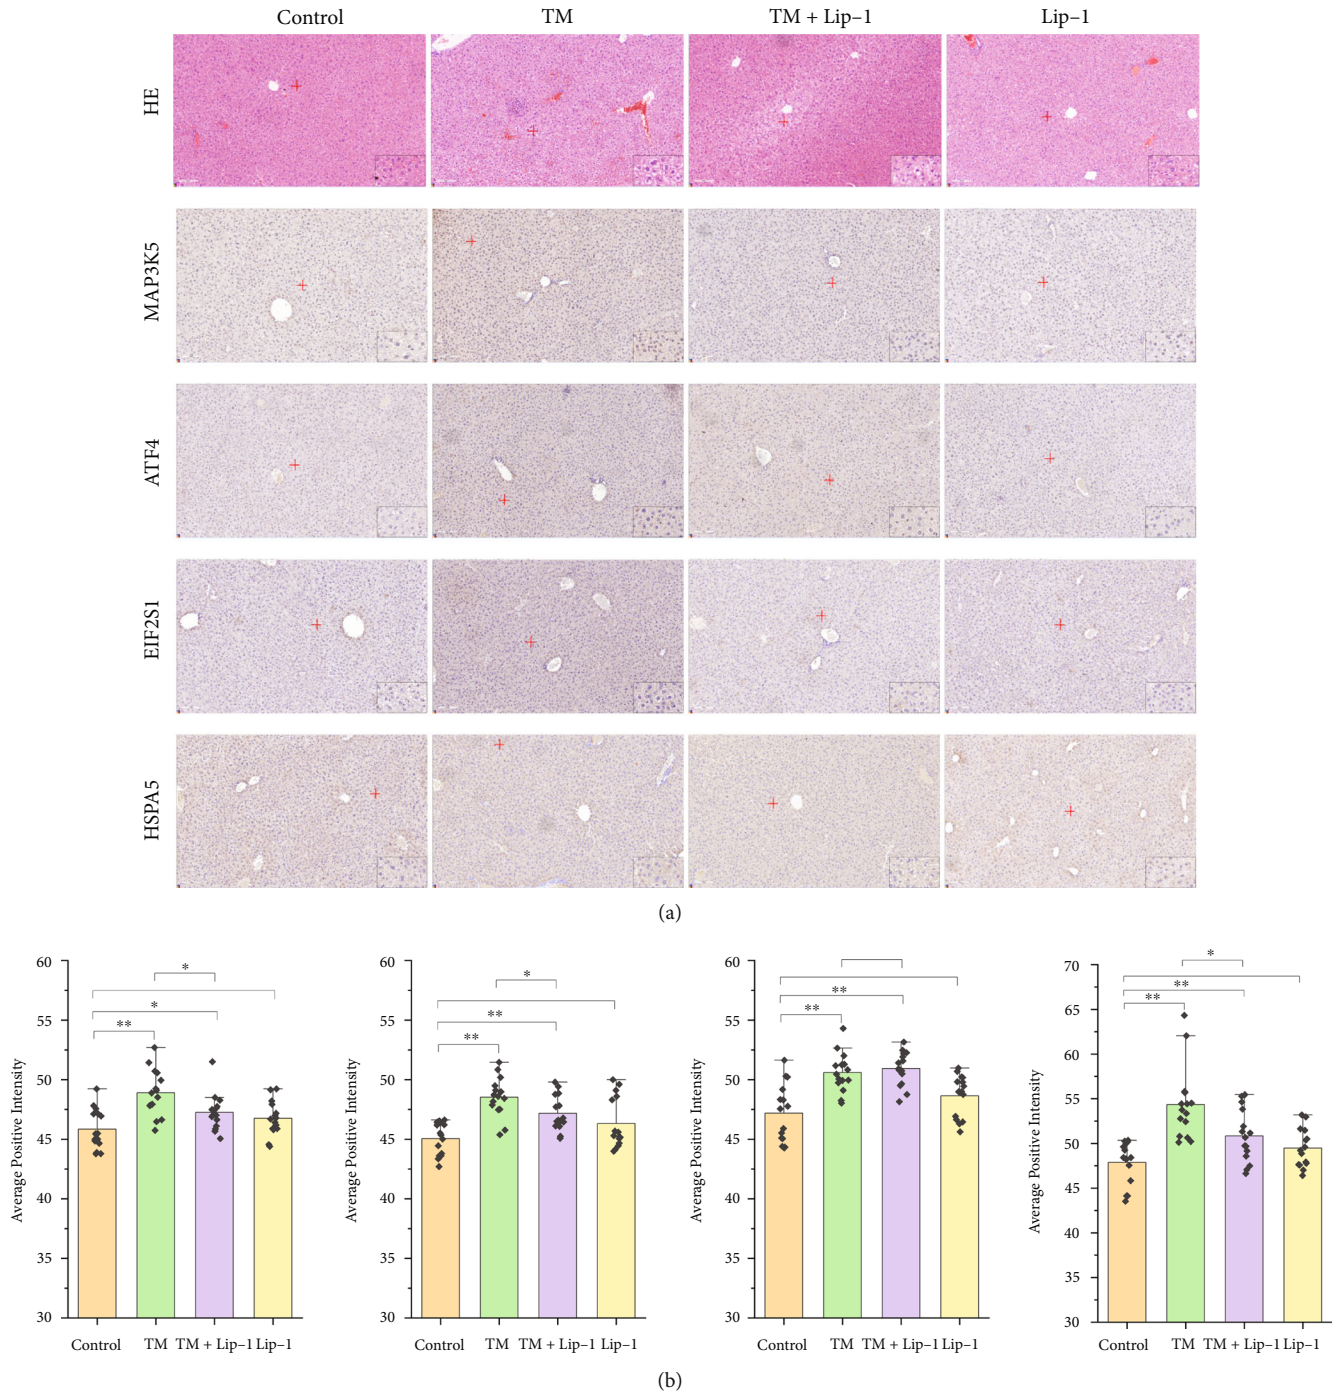 Control TM TM + Lip–1 Lip–1
HE
MAP3K5
ATF4
EIF2S1
HSPA5
(a)
Average Positive Intensity
60
55
50
45
40
35
30
*
*
**
Control TM TM + Lip–1 Lip–1
Average Positive Intensity
60
55
50
45
40
35
30
*
**
**
Control TM TM + Lip–1 Lip–1
Average Positive Intensity
60
55
50
45
40
35
30
**
**
Control TM TM + Lip–1 Lip–1
Average Positive Intensity
70
65
60
55
50
45
40
35
30
*
**
**
Control TM TM + Lip–1 Lip–1
(b)